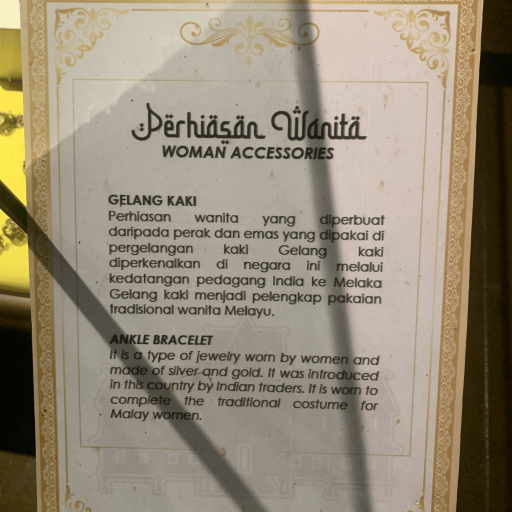 Perhiasan Wanita
WOMAN ACCESSORIES
GELANG KAKI
Perhiasan wanita yang diperbuat
daripada perak dan emas yang dipakai di
pergelangan kaki Gelang kaki
diperkenalkan di negara ini melalui
kedatangan pedagang India ke Melaka
Gelang kaki menjadi pelengkap pakaian
tradisional wanita Melayu.
ANKLE BRACELET
It is a type of jewelry worn by women and
made of silver and gold. It was introduced
in this country by Indian traders. It is worn to
complete the traditional costume for
Malay women.